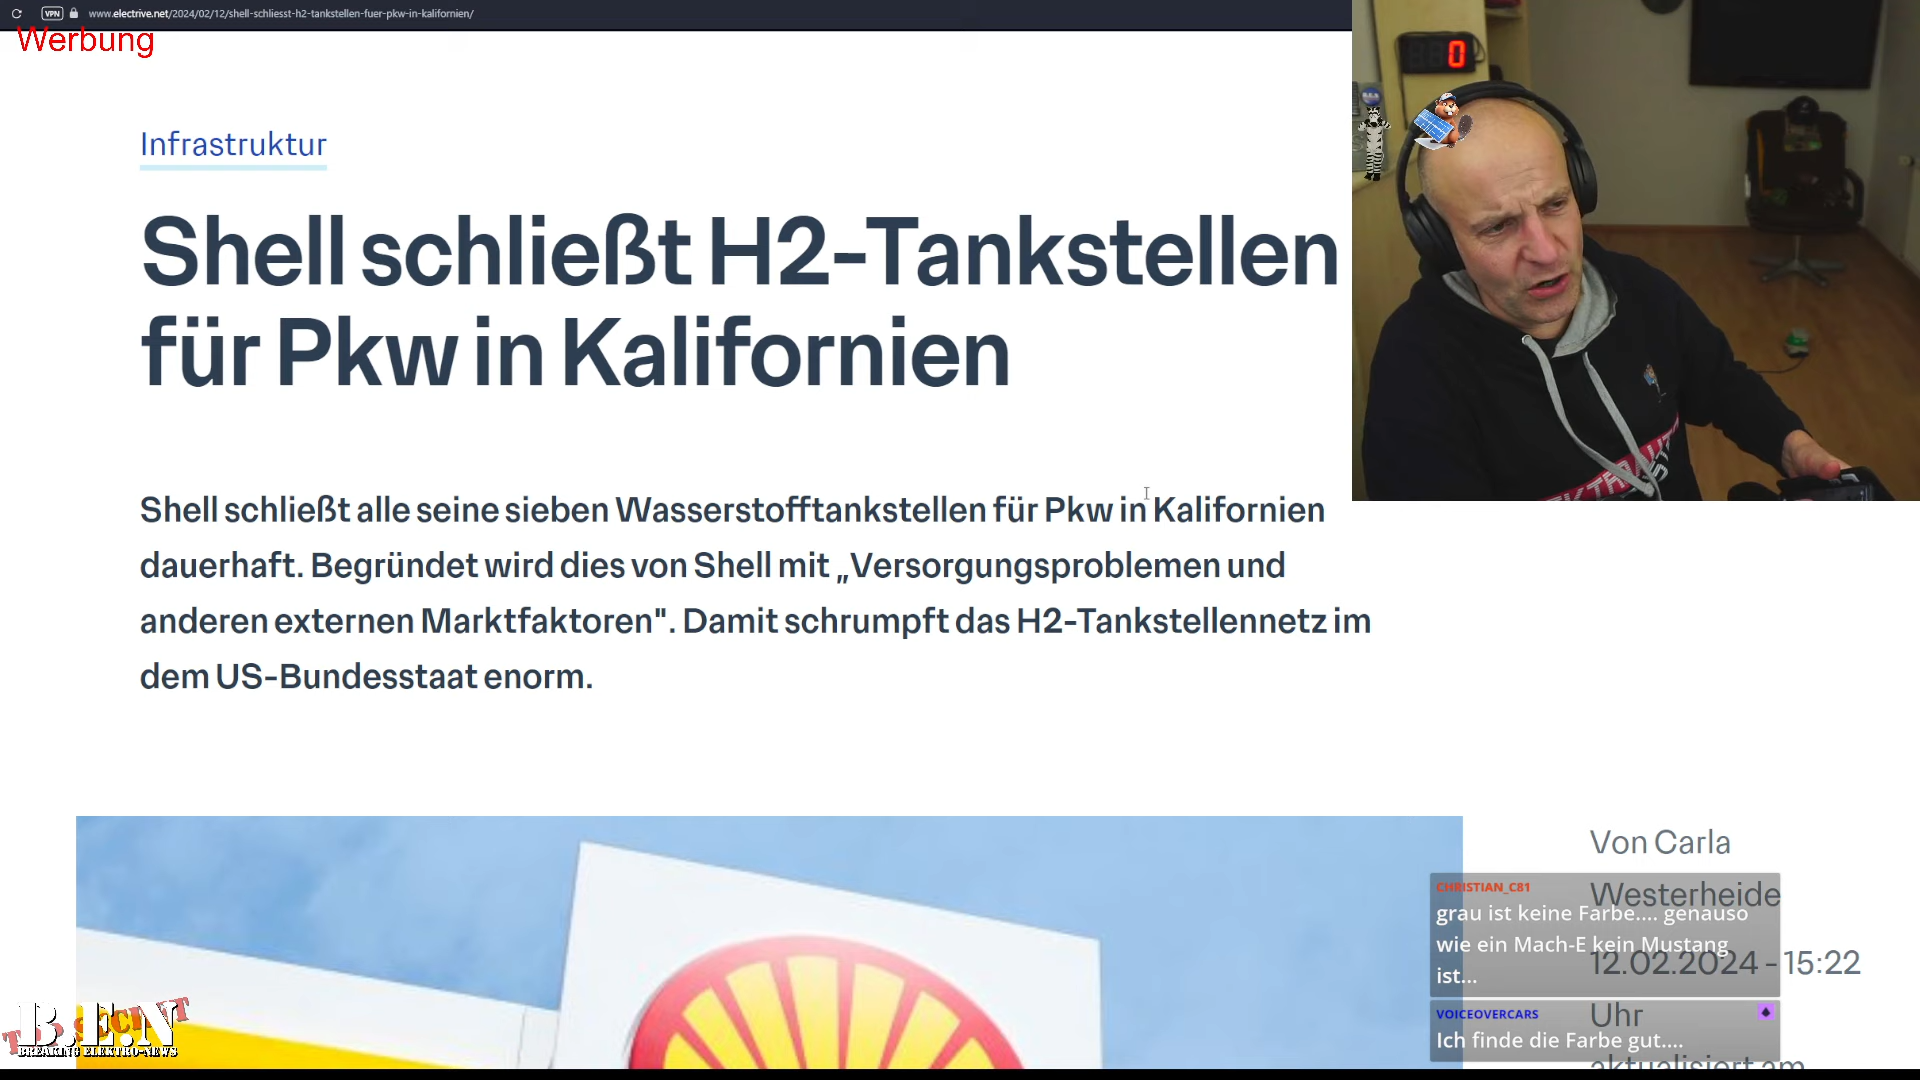 VPN
www.electrive.net/2024/02/12/shell-schliesst-h2-tankstellen-fuer-pkw-in-kalifornien/
Werbung
0
Infrastruktur
Shell schließt H2-Tankstellen
für Pkw in Kalifornien
Shell schließt alle seine sieben Wasserstofftankstellen für Pkw in Kalifornien
dauerhaft. Begründet wird dies von Shell mit „Versorgungsproblemen und
anderen externen Marktfaktoren". Damit schrumpft das H2-Tankstellennetz im
dem US-Bundesstaat enorm.
Von Carla
Westerheide
12.02.2024 - 15:22
Uhr
aktualisiert am
CHRISTIAN_C81
grau ist keine Farbe.... genauso
wie ein Mach-E kein Mustang
ist...
VOICEOVERCARS
Ich finde die Farbe gut....
B.E.N
BREAKING ELEKTRO-NEWS